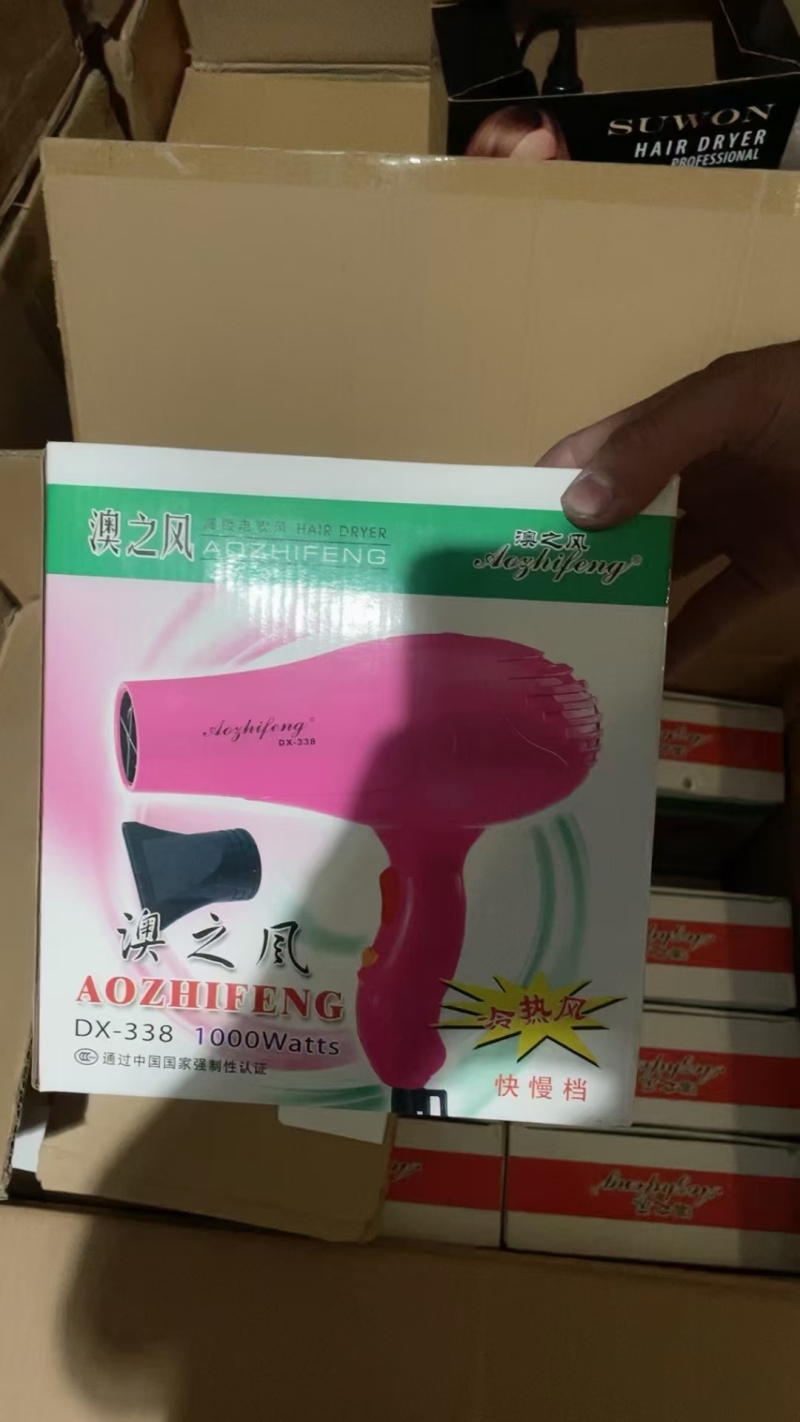 SUWON
HAIR DRYER
PROFESSIONAL
澳之风
HAIR DRYER
AOZHIFENG
澳之风
Aozhifeng®
Aozhifeng®
DX-338
澳之风
AOZHIFENG
DX-338 1000Watts
通过中国国家强制性认证
冷热风
快慢档